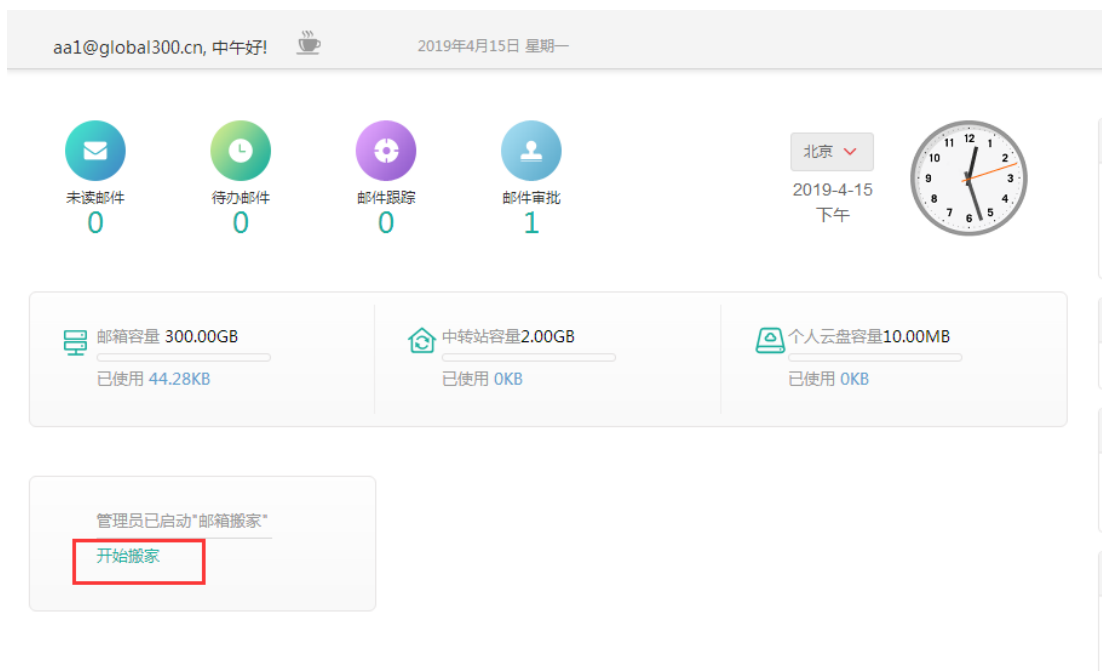 aa1@global300.cn, 中午好! 2019年4月15日 星期一
未读邮件 待办邮件 邮件跟踪 邮件审批
0 0 0 1
北京
2019-4-15
下午
12
1
2
3
4
5
6
7
8
9
10
11
邮箱容量 300.00GB
已使用 44.28KB
中转站容量2.00GB
已使用 0KB
个人云盘容量10.00MB
已使用 0KB
管理员已启动"邮箱搬家"
开始搬家